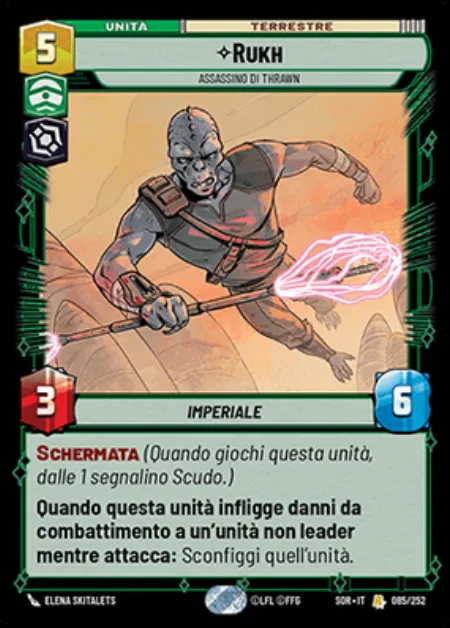 UNITÀ
TERRESTRE
5
✧RUKH
ASSASSINO DI THRAWN
3
IMPERIALE
6
SCHERMATA (Quando giochi questa unità,
dalle 1 segnalino Scudo.)
Quando questa unità infligge danni da
combattimento a un'unità non leader
mentre attacca: Sconfiggi quell'unità.
ELENA SKITALETS
©LFL ©FFG
SOR•IT
085/252